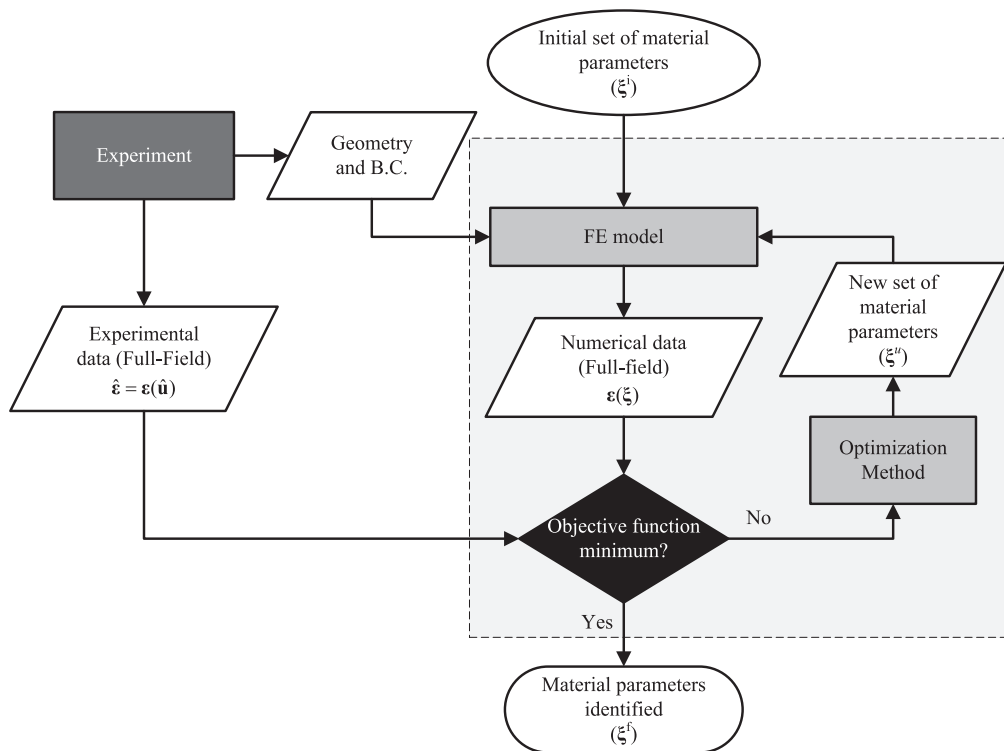 Initial set of material
parameters
(ξⁱ)
Experiment
Geometry
and B.C.
FE model
Experimental
data (Full-Field)
ε̂ = ε(û)
Numerical data
(Full-field)
ε(ξ)
New set of
material
parameters
(ξᵘ)
Optimization
Method
Objective function
minimum?
No
Yes
Material parameters
identified
(ξᶠ)